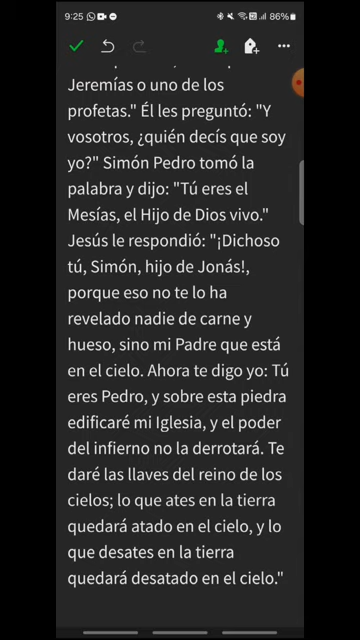 9:25
86%
Jeremías o uno de los
profetas." Él les preguntó: "Y
vosotros, ¿quién decís que soy
yo?" Simón Pedro tomó la
palabra y dijo: "Tú eres el
Mesías, el Hijo de Dios vivo."
Jesús le respondió: "¡Dichoso
tú, Simón, hijo de Jonás!,
porque eso no te lo ha
revelado nadie de carne y
hueso, sino mi Padre que está
en el cielo. Ahora te digo yo: Tú
eres Pedro, y sobre esta piedra
edificaré mi Iglesia, y el poder
del infierno no la derrotará. Te
daré las llaves del reino de los
cielos; lo que ates en la tierra
quedará atado en el cielo, y lo
que desates en la tierra
quedará desatado en el cielo."